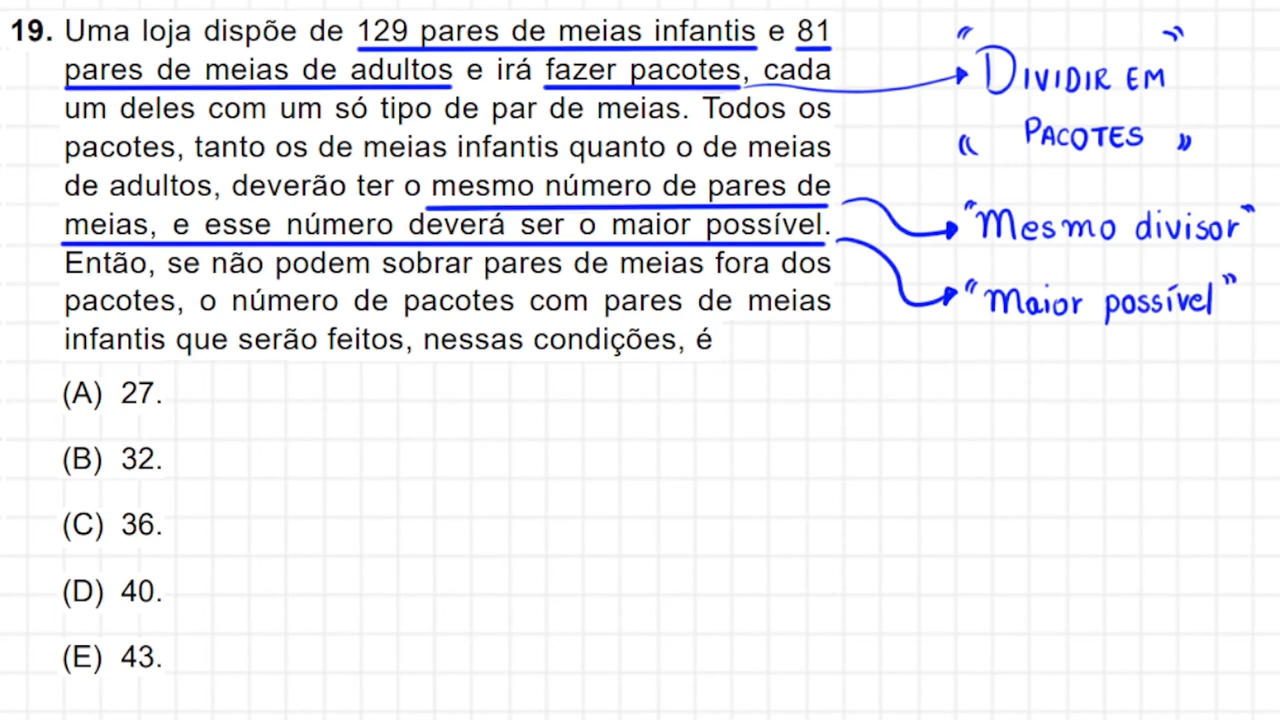 19. Uma loja dispõe de 129 pares de meias infantis e 81
pares de meias de adultos e irá fazer pacotes, cada
um deles com um só tipo de par de meias. Todos os
pacotes, tanto os de meias infantis quanto o de meias
de adultos, deverão ter o mesmo número de pares de
meias, e esse número deverá ser o maior possível.
Então, se não podem sobrar pares de meias fora dos
pacotes, o número de pacotes com pares de meias
infantis que serão feitos, nessas condições, é
(A) 27.
(B) 32.
(C) 36.
(D) 40.
(E) 43.
" DIVIDIR EM "
" PACOTES "
"Mesmo divisor"
"Maior possível"